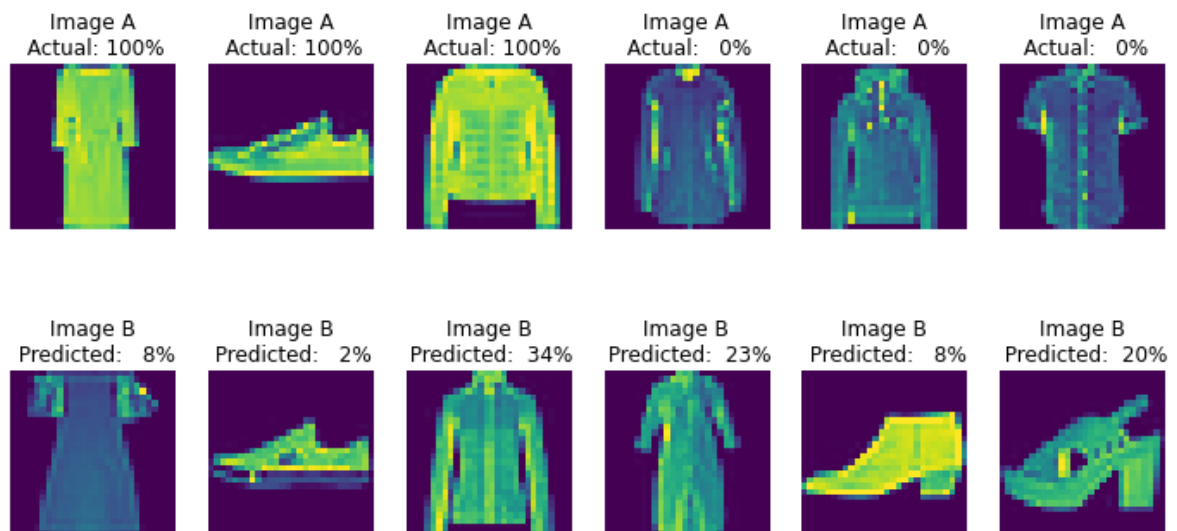 Image A
Actual: 100%
Image A
Actual: 100%
Image A
Actual: 100%
Image A
Actual:   0%
Image A
Actual:   0%
Image A
Actual:   0%
Image B
Predicted:   8%
Image B
Predicted:   2%
Image B
Predicted:  34%
Image B
Predicted:  23%
Image B
Predicted:   8%
Image B
Predicted:  20%